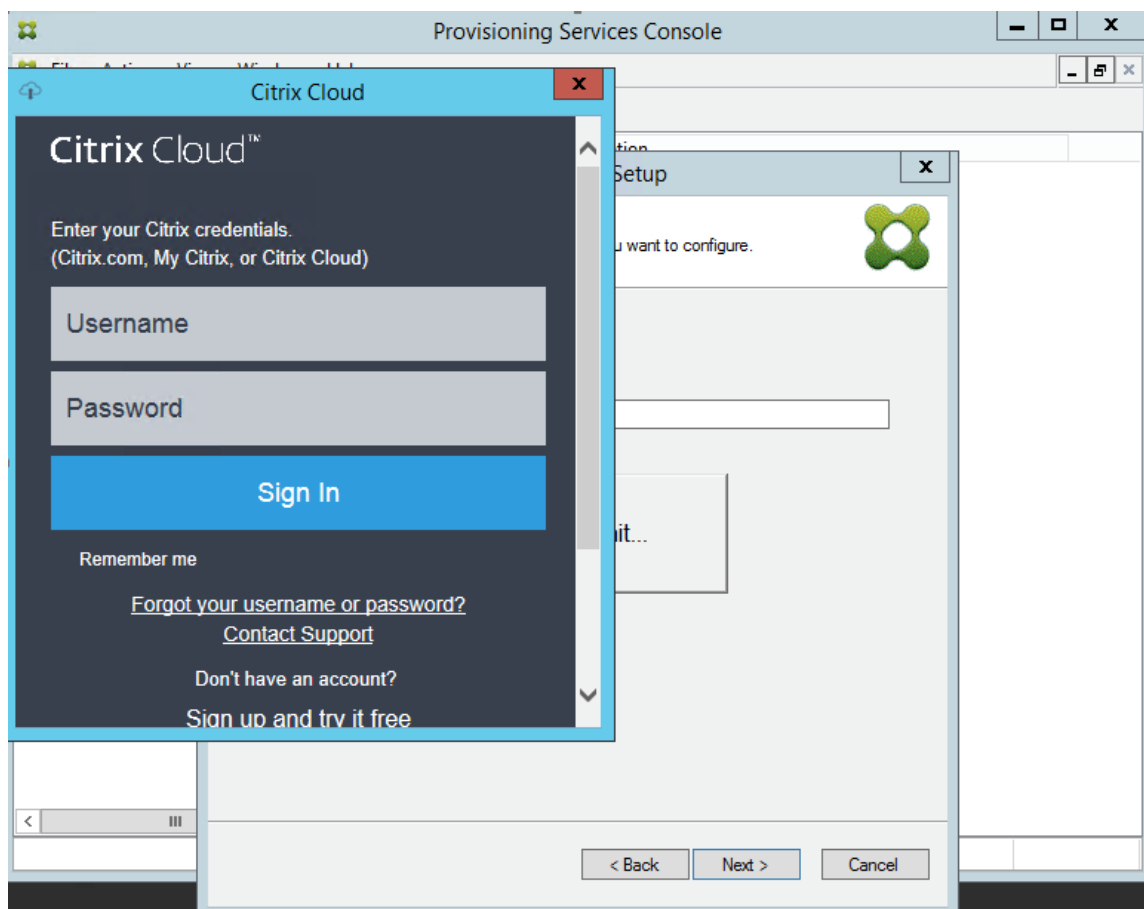 Provisioning Services Console
Citrix Cloud
Citrix Cloud™
Enter your Citrix credentials.
(Citrix.com, My Citrix, or Citrix Cloud)
Username
Password
Sign In
Remember me
Forgot your username or password?
Contact Support
Don't have an account?
Sign up and try it free
tion
Setup
u want to configure.
it...
< Back
Next >
Cancel